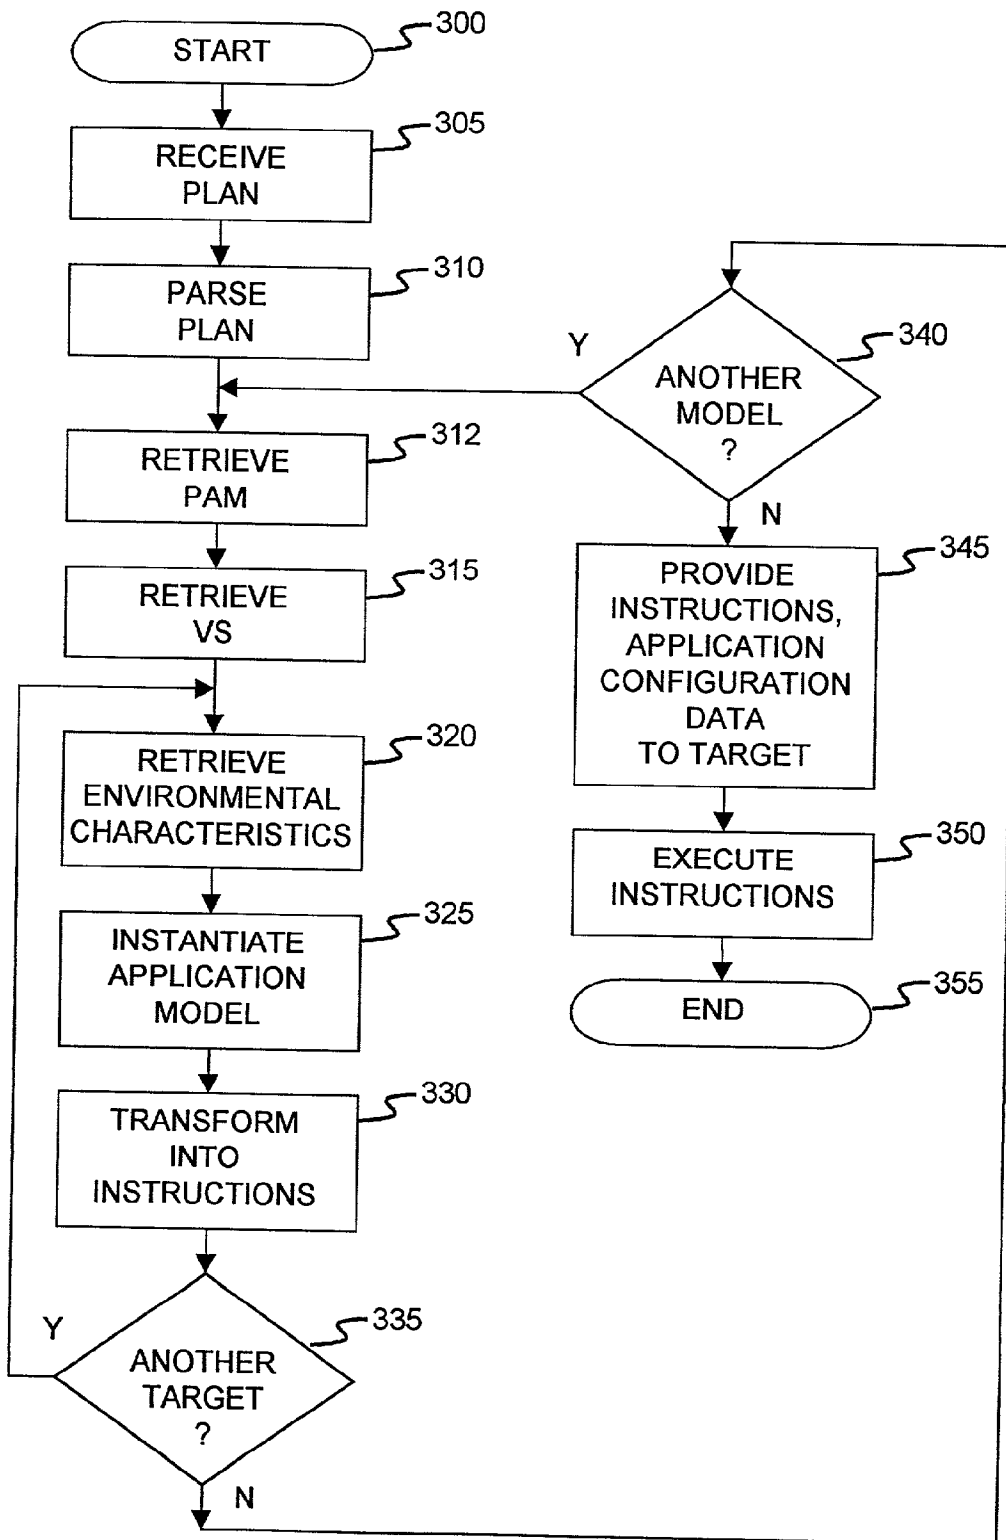 START
300
RECEIVE
PLAN
305
PARSE
PLAN
310
RETRIEVE
PAM
312
RETRIEVE
VS
315
RETRIEVE
ENVIRONMENTAL
CHARACTERISTICS
320
INSTANTIATE
APPLICATION
MODEL
325
TRANSFORM
INTO
INSTRUCTIONS
330
Y
ANOTHER
TARGET
?
335
N
Y
ANOTHER
MODEL
?
340
N
PROVIDE
INSTRUCTIONS,
APPLICATION
CONFIGURATION
DATA
TO TARGET
345
EXECUTE
INSTRUCTIONS
350
END
355